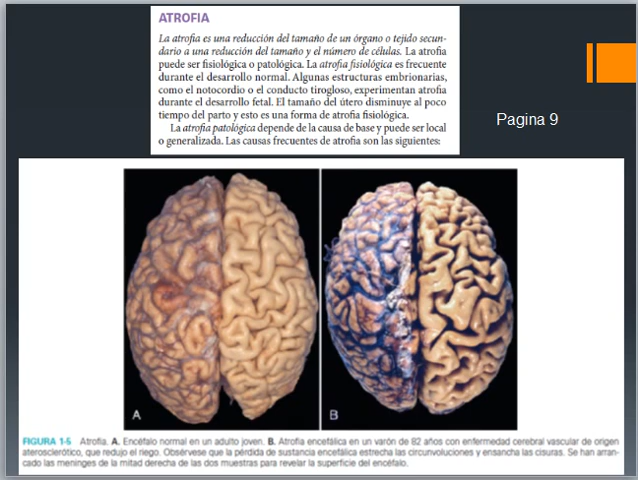 ATROFIA
La atrofia es una reducción del tamaño de un órgano o tejido secun-
dario a una reducción del tamaño y el número de células. La atrofia
puede ser fisiológica o patológica. La atrofia fisiológica es frecuente
durante el desarrollo normal. Algunas estructuras embrionarias,
como el notocordio o el conducto tirogloso, experimentan atrofia
durante el desarrollo fetal. El tamaño del útero disminuye al poco
tiempo del parto y esto es una forma de atrofia fisiológica.
La atrofia patológica depende de la causa de base y puede ser local
o generalizada. Las causas frecuentes de atrofia son las siguientes:
Pagina 9
A
B
FIGURA 1-5 Atrofia. A. Encéfalo normal en un adulto joven. B. Atrofia encefálica en un varón de 82 años con enfermedad cerebral vascular de origen
aterosclerótico, que redujo el riego. Obsérvese que la pérdida de sustancia encefálica estrecha las circunvoluciones y ensancha las cisuras. Se han arran-
cado las meninges de la mitad derecha de las dos muestras para revelar la superficie del encéfalo.